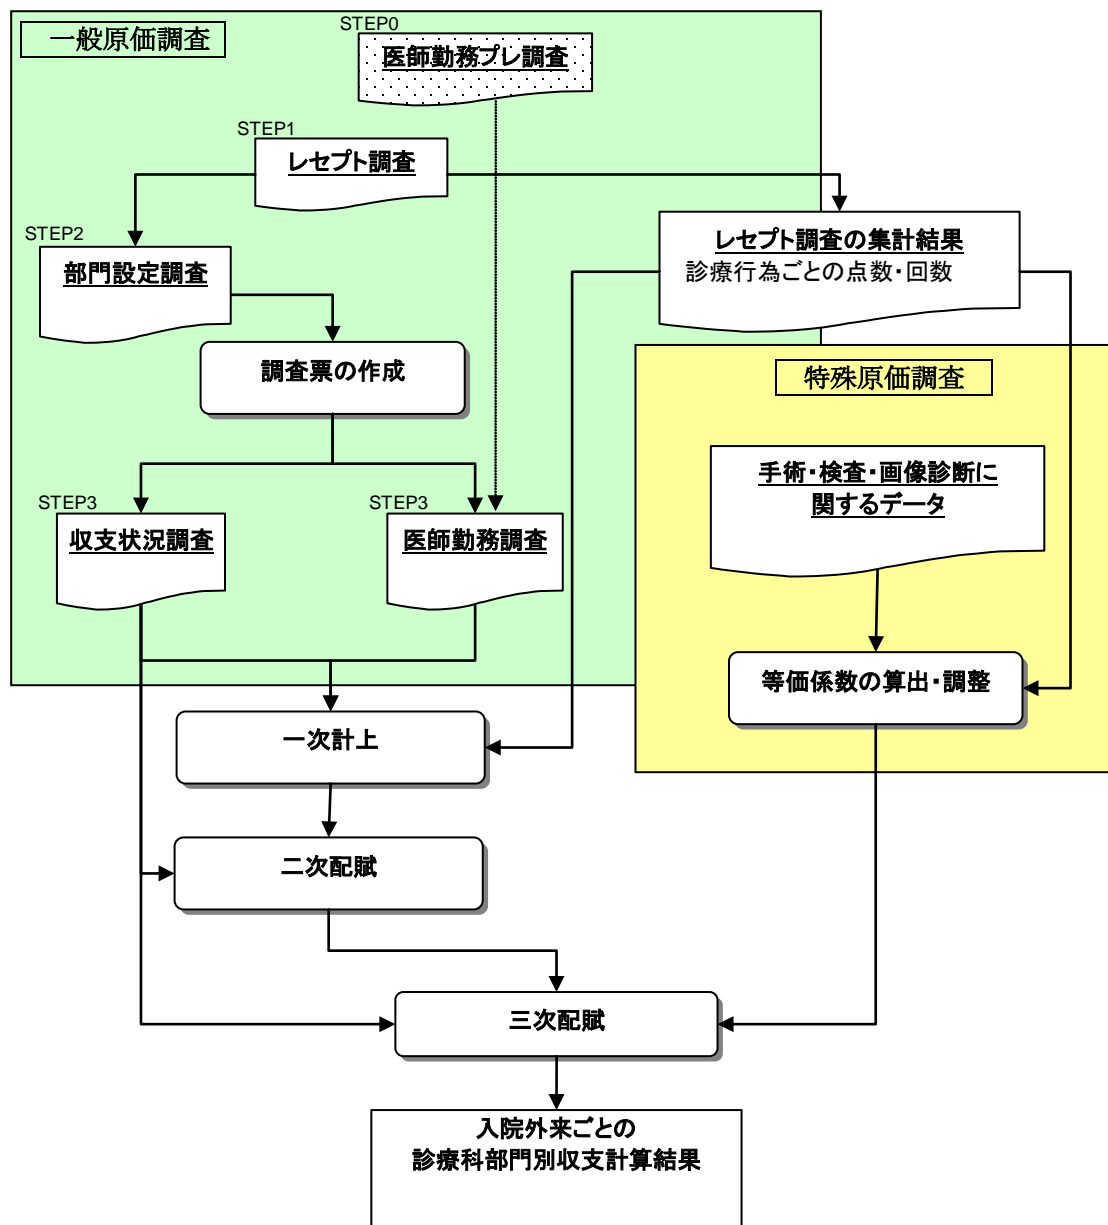 一般原価調査
STEP0
医師勤務プレ調査
STEP1
レセプト調査
STEP2
部門設定調査
レセプト調査の集計結果
診療行為ごとの点数・回数
調査票の作成
特殊原価調査
手術・検査・画像診断に
関するデータ
STEP3
収支状況調査
STEP3
医師勤務調査
等価係数の算出・調整
一次計上
二次配賦
三次配賦
入院外来ごとの
診療科部門別収支計算結果